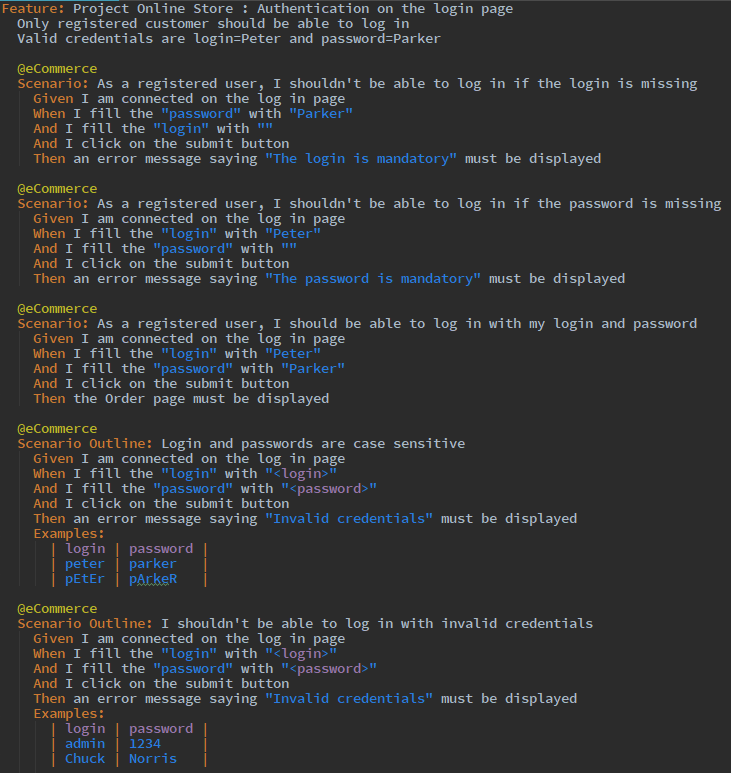 Feature: Project Online Store : Authentication on the login page
Only registered customer should be able to log in
Valid credentials are login=Peter and password=Parker
@eCommerce
Scenario: As a registered user, I shouldn't be able to log in if the login is missing
Given I am connected on the log in page
When I fill the "password" with "Parker"
And I fill the "login" with ""
And I click on the submit button
Then an error message saying "The login is mandatory" must be displayed
@eCommerce
Scenario: As a registered user, I shouldn't be able to log in if the password is missing
Given I am connected on the log in page
When I fill the "login" with "Peter"
And I fill the "password" with ""
And I click on the submit button
Then an error message saying "The password is mandatory" must be displayed
@eCommerce
Scenario: As a registered user, I should be able to log in with my login and password
Given I am connected on the log in page
When I fill the "login" with "Peter"
And I fill the "password" with "Parker"
And I click on the submit button
Then the Order page must be displayed
@eCommerce
Scenario Outline: Login and passwords are case sensitive
Given I am connected on the log in page
When I fill the "login" with "<login>"
And I fill the "password" with "<password>"
And I click on the submit button
Then an error message saying "Invalid credentials" must be displayed
Examples:
| login | password |
| peter | parker |
| pEtEr | pArkeR |
@eCommerce
Scenario Outline: I shouldn't be able to log in with invalid credentials
Given I am connected on the log in page
When I fill the "login" with "<login>"
And I fill the "password" with "<password>"
And I click on the submit button
Then an error message saying "Invalid credentials" must be displayed
Examples:
| login | password |
| admin | 1234 |
| Chuck | Norris |